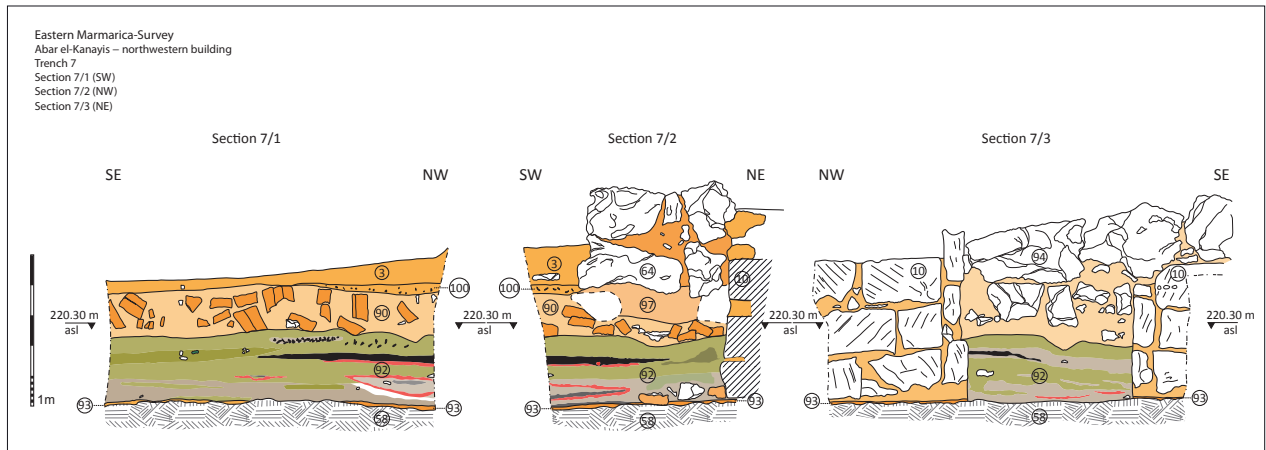 Eastern Marmarica-Survey
Abar el-Kanayis – northwestern building
Trench 7
Section 7/1 (SW)
Section 7/2 (NW)
Section 7/3 (NE)
Section 7/1
Section 7/2
Section 7/3
SE
NW
SW
NE
NW
SE
3
100
90
220.30 m
asl
92
93
93
58
1m
3
64
10
100
90
97
220.30 m
asl
92
93
93
58
220.30 m
asl
10
94
10
220.30 m
asl
92
93
58